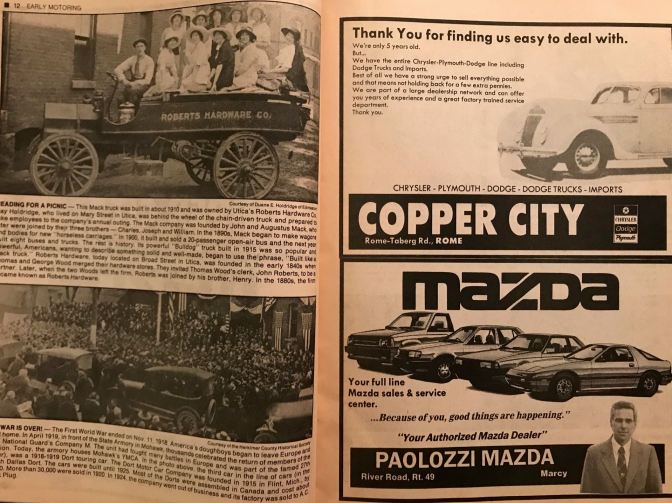 12 EARLY MOTORING
ROBERTS HARDWARE CO.
Courtesy of Duane E. Holdridge of
EADING FOR A PICNIC — This Mack truck was built in about 1910 and was owned by Utica's Roberts Hardware Co.
ay Holdridge, who lived on Mary Street in Utica, was behind the wheel of the chain-driven truck and prepared to
ake employees to the company's annual outing. The Mack company was founded by John and Augustus Mack, who
ter were joined by their three brothers — Charles, Joseph and William. In the 1890s, Mack began to make wagons
nd bodies for new "horseless carriages." In 1900, it built and sold a 20-passenger open-air bus and the next year
uilt eight buses and trucks. The rest is history. Its powerful "Bulldog" truck built in 1915 was so popular and
owerful, Americans, wanting to describe something solid and well-made, began to use the phrase, "Built like a
ack truck." Roberts Hardware, today located on Broad Street in Utica, was founded in the early 1840s when
homas and George Wood merged their hardware stores. They invited Thomas Wood's clerk, John Roberts, to be a
artner. Later, when the two Woods left the firm, Roberts was joined by his brother, Henry. In the 1880s, the firm
came known as Roberts Hardware.
Courtesy of the Herkimer County Historical Society
WAR IS OVER! — The First World War ended on Nov. 11, 1918. America's doughboys began to leave Europe and
home. In April 1919, in front of the State Armory in Mohawk, thousands celebrated the return of members of the
National Guard's Company M. The unit had fought many battles in Europe and was part of the famed 27th
sion. Today, the armory houses Mohawk's YMCA. In the photo above, the third car in the line of cars (in the
r), was a 1918-1919 Dort touring car. The Dort Motor Car Company was founded in 1915 in Flint, Mich., by
h Dallas Dort. The cars were built until 1925. Most of the Dorts were assembled in Canada and cost about
0. More than 30,000 were sold in 1920. In 1924, the company went out of business and its factory was sold to A.C.
Plug.
Thank You for finding us easy to deal with.
We're only 5 years old.
But...
We have the entire Chrysler-Plymouth-Dodge line including
Dodge Trucks and Imports.
Best of all we have a strong urge to sell everything possible
and that means not holding back for a few extra pennies.
We are part of a large dealership network and can offer
you years of experience and a great factory trained service
department.
Thank you.
CHRYSLER - PLYMOUTH - DODGE - DODGE TRUCKS - IMPORTS
COPPER CITY
Rome-Taberg Rd., ROME
CHRYSLER
Dodge
Plymouth
mazda
Your full line
Mazda sales & service
center.
...Because of you, good things are happening."
"Your Authorized Mazda Dealer"
PAOLOZZI MAZDA
River Road, Rt. 49 Marcy